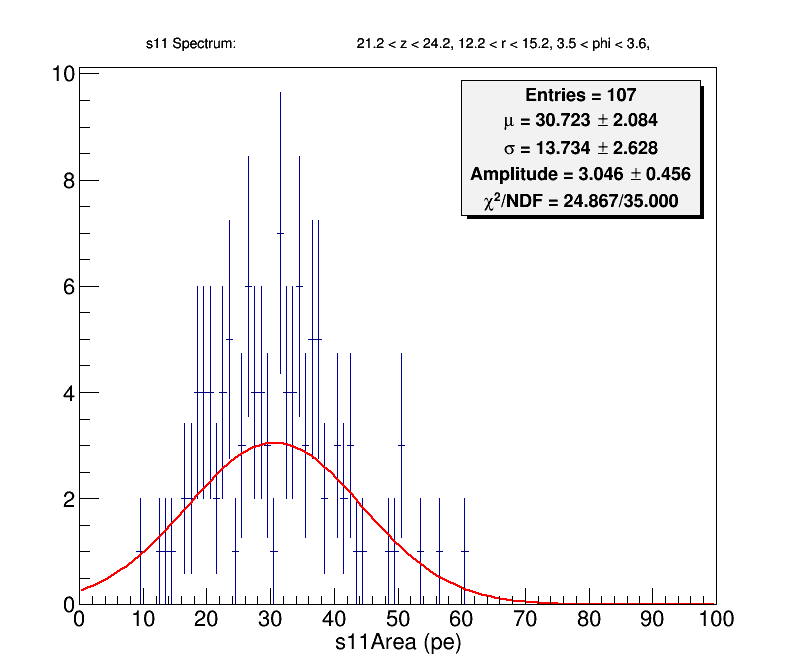 s11 Spectrum: 21.2 < z < 24.2, 12.2 < r < 15.2, 3.5 < phi < 3.6,
Entries = 107
μ = 30.723 ± 2.084
σ = 13.734 ± 2.628
Amplitude = 3.046 ± 0.456
χ²/NDF = 24.867/35.000
10
8
6
4
2
0
0 10 20 30 40 50 60 70 80 90 100
s11Area (pe)